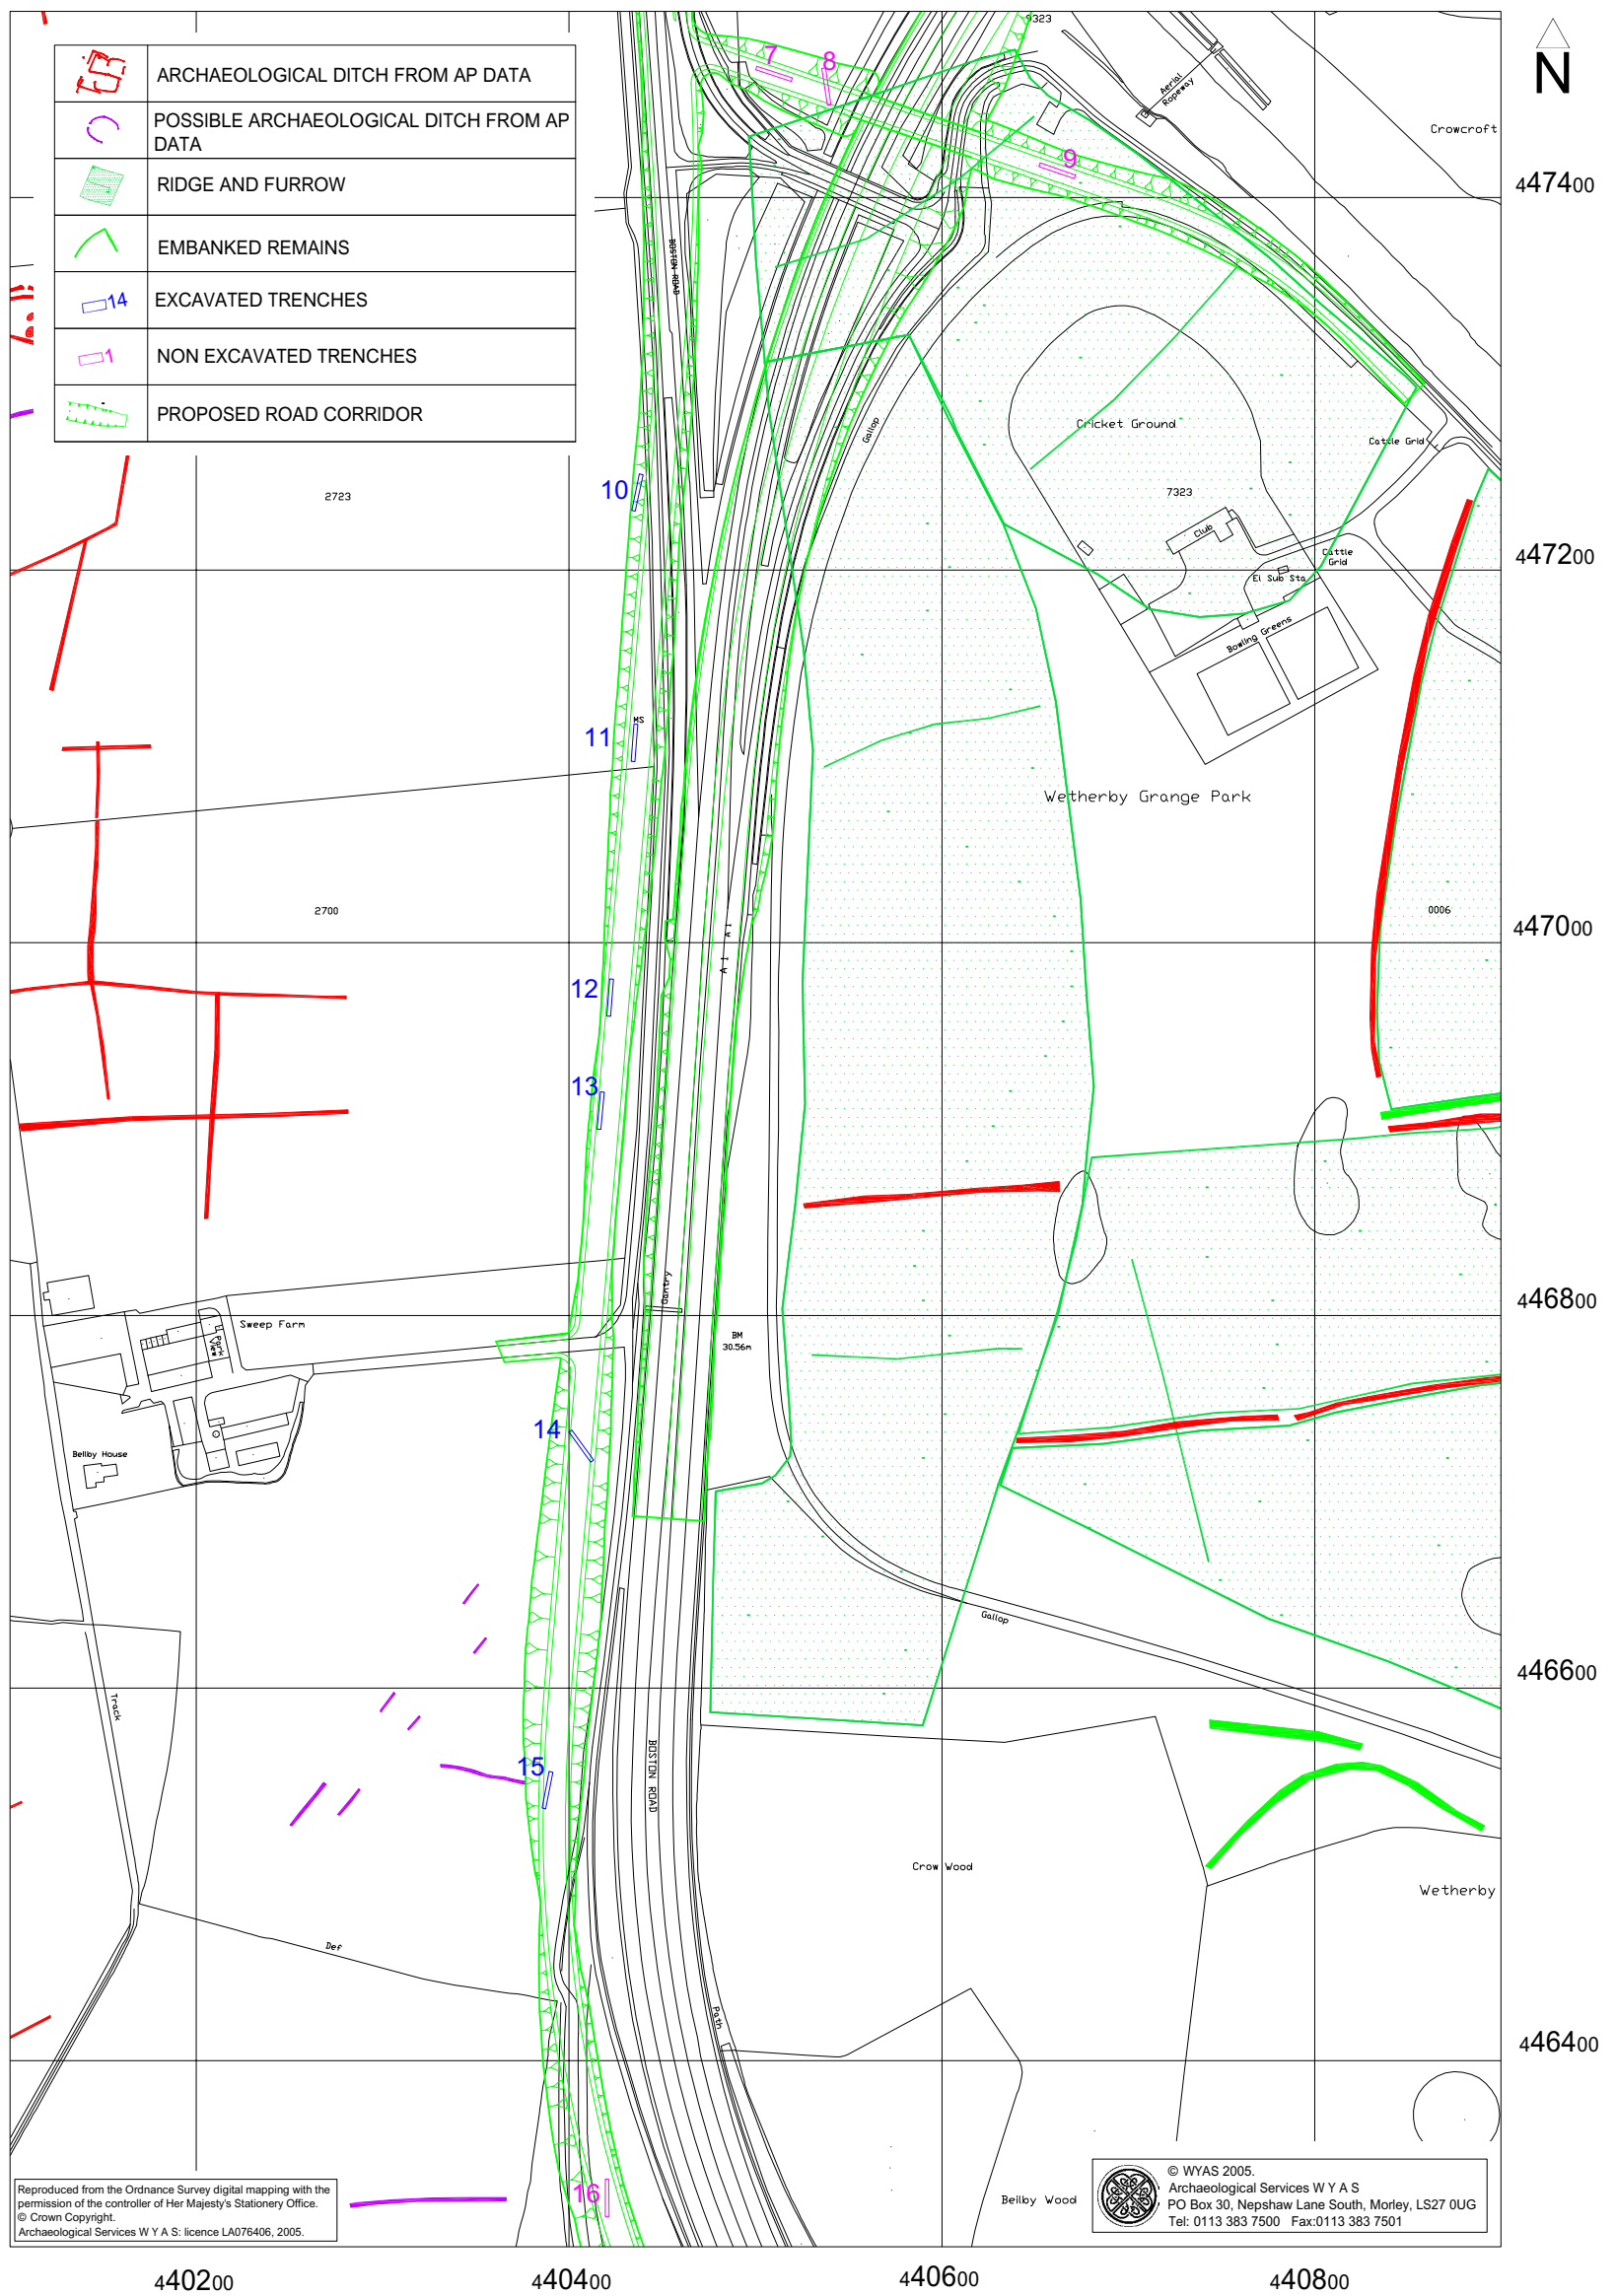 9323
N
7
8
ARCHAEOLOGICAL DITCH FROM AP DATA
POSSIBLE ARCHAEOLOGICAL DITCH FROM AP
DATA
RIDGE AND FURROW
EMBANKED REMAINS
14 EXCAVATED TRENCHES
1 NON EXCAVATED TRENCHES
PROPOSED ROAD CORRIDOR
Aerial
Ropeway
Crowcroft
9
447400
BOSTON ROAD
Gallop
Cricket Ground
Cattle Grid
10
2723
7323
Club
Cattle
Grid
447200
El Sub Sta
Bowling Greens
MS
11
Wetherby Grange Park
2700
0006
A 1
A 1
447000
12
13
Gantry
446800
Sweep Farm
Park
View
BM
30.56m
14
Bellby House
Gallop
446600
Track
15
BOSTON ROAD
Crow Wood
Wetherby
Def
Path
446400
16
Beilby Wood
Reproduced from the Ordnance Survey digital mapping with the
permission of the controller of Her Majesty's Stationery Office.
© Crown Copyright.
Archaeological Services W Y A S: licence LA076406, 2005.
© WYAS 2005.
Archaeological Services W Y A S
PO Box 30, Nepshaw Lane South, Morley, LS27 0UG
Tel: 0113 383 7500 Fax:0113 383 7501
440200
440400
440600
440800